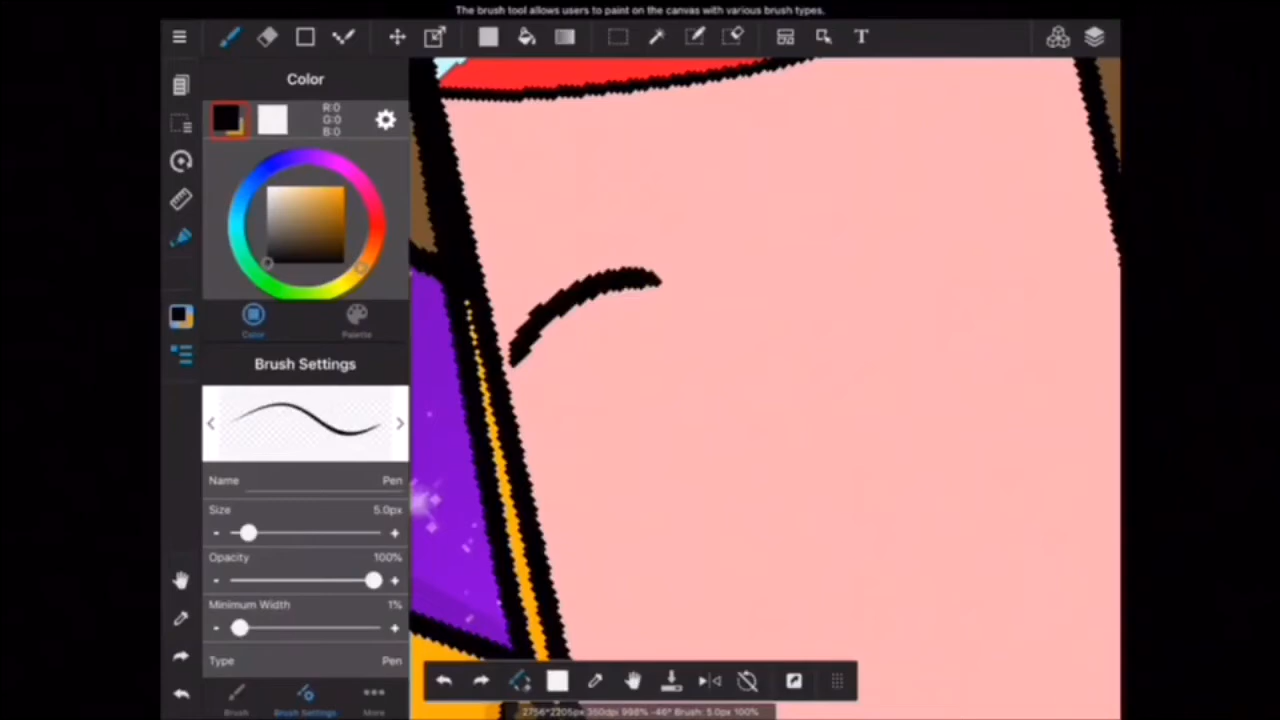 The brush tool allows users to paint on the canvas with various brush types.
T
Color
R:0
G:0
B:0
Color Palette
Brush Settings
Name Pen
Size 5.0px
- +
Opacity 100%
- +
Minimum Width 1%
- +
Type Pen
Brush Brush Settings More
2756*2205px 350dpi 998% -46° Brush: 5.0px 100%